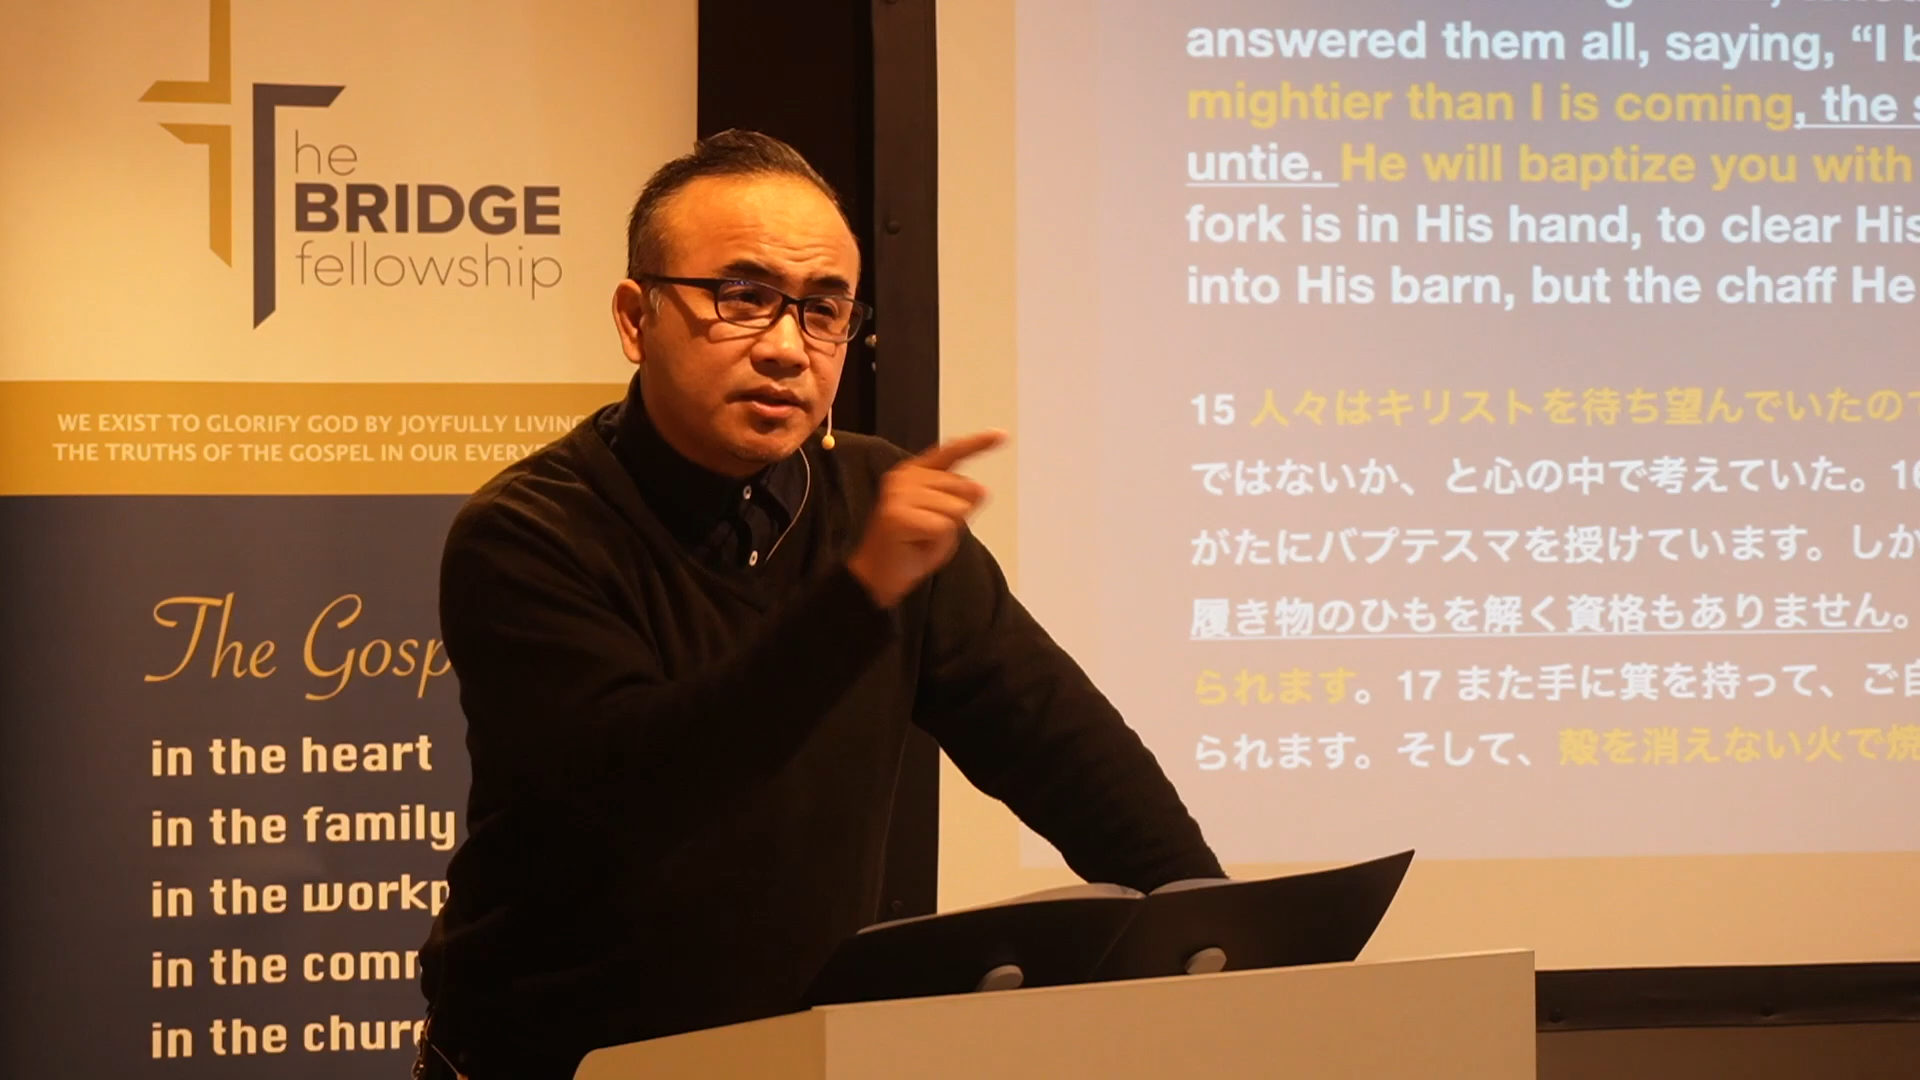 The
BRIDGE
fellowship
WE EXIST TO GLORIFY GOD BY JOYFULLY LIVING
THE TRUTHS OF THE GOSPEL IN OUR
The
in the heart
in the family
in the
in the
in the
answered them all, saying, “I
mightier than I is coming, the
untie. He will baptize you with
fork is in His hand, to clear His
into His barn, but the chaff He
15 人々はキリストを待ち望んでいたので
ではないか、と心の中で考えていた。16
がたにバプテスマを授けています。しか
履き物のひもを解く資格もありません。
られます。17 また手に箕を持って、ご自
られます。そして、殻を消えない火で焼